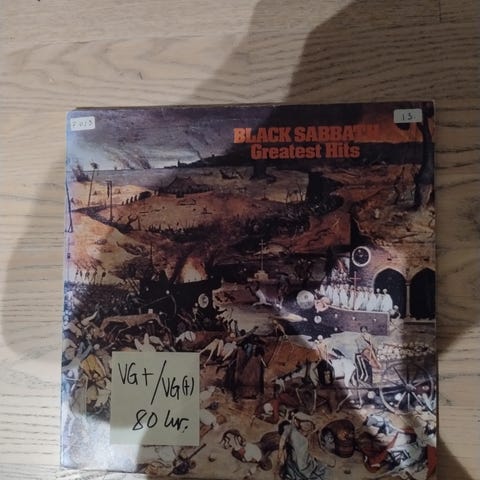 13
BLACK SABBATH
Greatest Hits
VG+/VG(+)
80 kr.